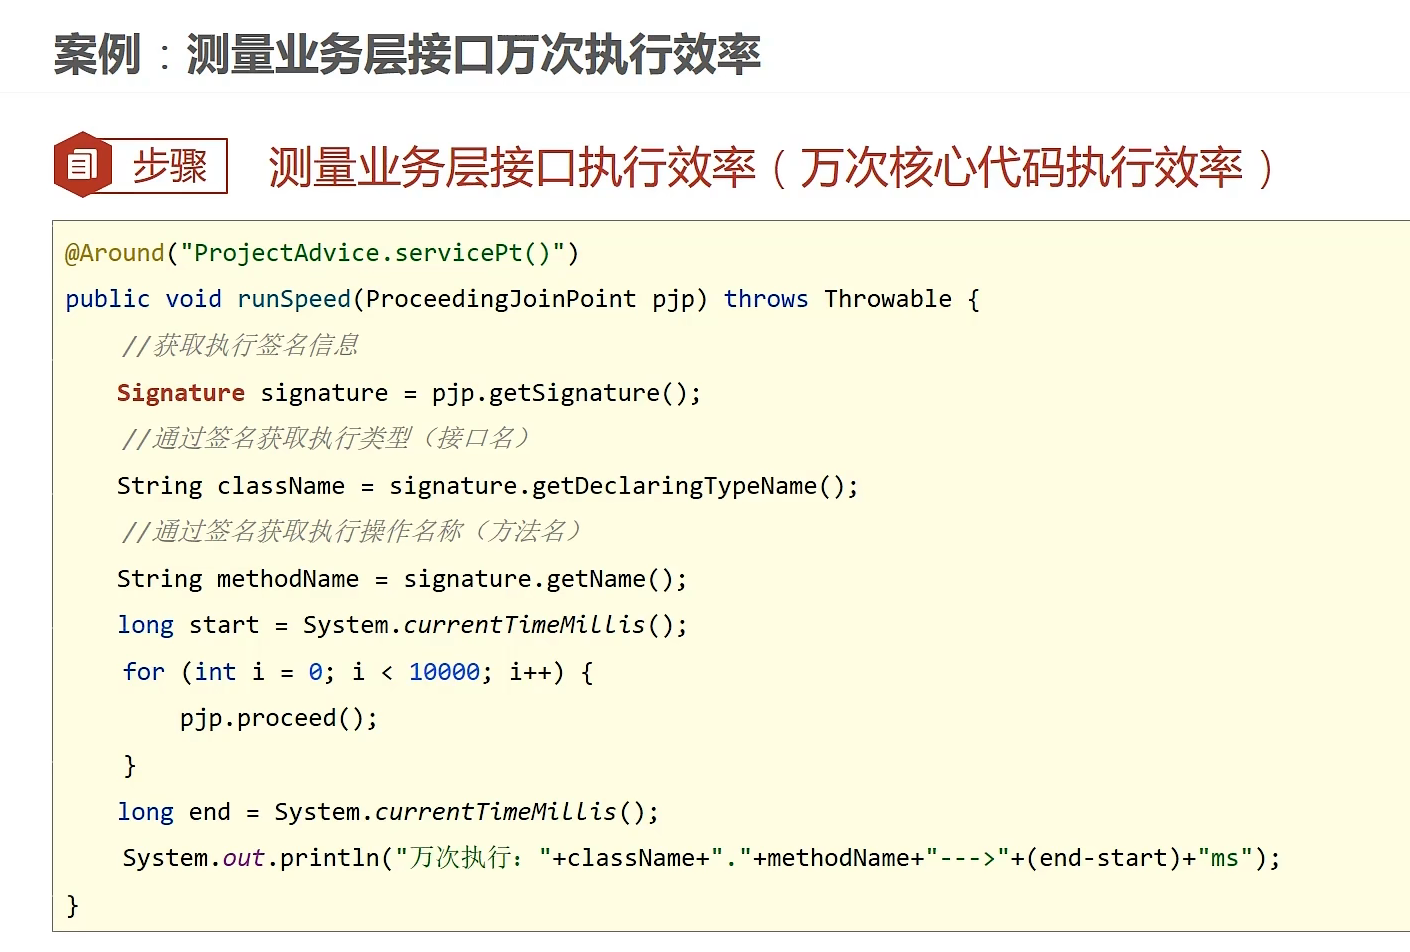 案例：测量业务层接口万次执行效率
步骤
测量业务层接口执行效率（万次核心代码执行效率）
@Around("ProjectAdvice.servicePt()")
public void runSpeed(ProceedingJoinPoint pjp) throws Throwable {
//获取执行签名信息
Signature signature = pjp.getSignature();
//通过签名获取执行类型（接口名）
String className = signature.getDeclaringTypeName();
//通过签名获取执行操作名称（方法名）
String methodName = signature.getName();
long start = System.currentTimeMillis();
for (int i = 0; i < 10000; i++) {
pjp.proceed();
}
long end = System.currentTimeMillis();
System.out.println("万次执行："+className+"."+methodName+"--->"+(end-start)+"ms");
}